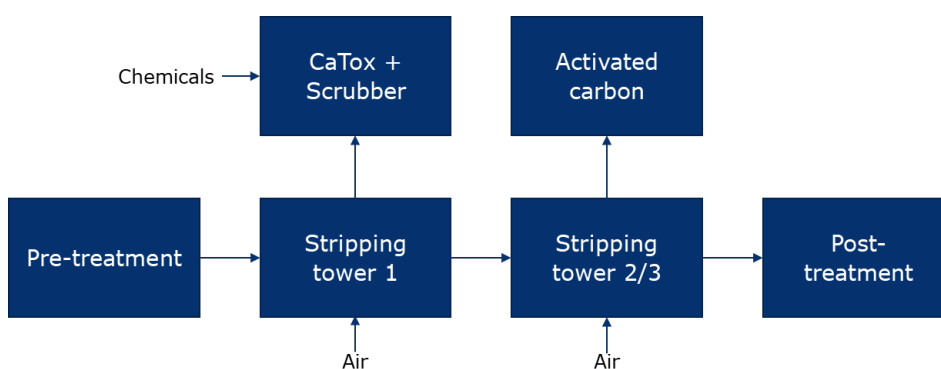 Chemicals
CaTox +
Scrubber
Activated
carbon
Pre-treatment
Stripping
tower 1
Stripping
tower 2/3
Post-
treatment
Air
Air